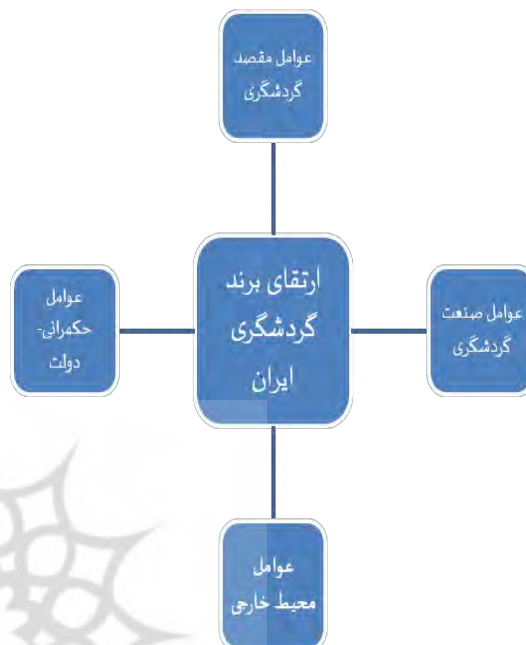 عوامل مقصد
گردشگری
ارتقای برند
گردشگری
ایران
عوامل صنعت
گردشگری
عوامل
حکمرانی-
دولت
عوامل
محیط خارجی